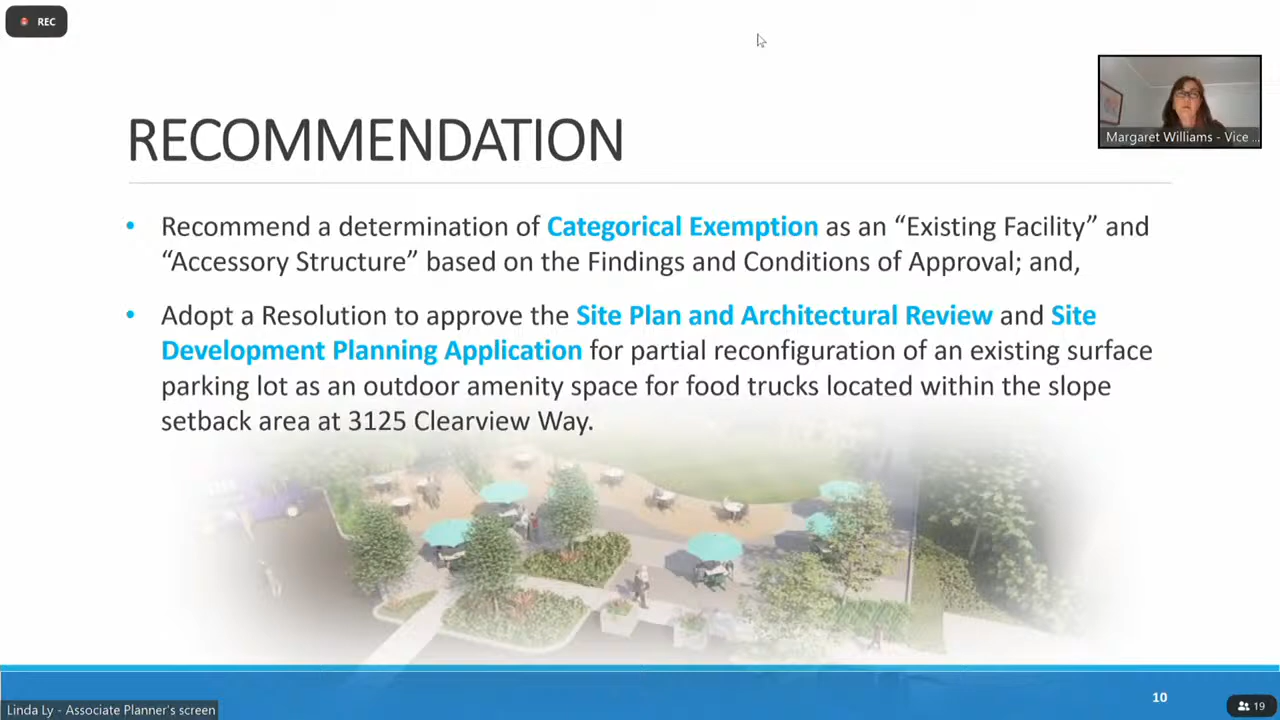 REC
Margaret Williams - Vice ...
RECOMMENDATION
• Recommend a determination of Categorical Exemption as an “Existing Facility” and
“Accessory Structure” based on the Findings and Conditions of Approval; and,
• Adopt a Resolution to approve the Site Plan and Architectural Review and Site
Development Planning Application for partial reconfiguration of an existing surface
parking lot as an outdoor amenity space for food trucks located within the slope
setback area at 3125 Clearview Way.
10
Linda Ly - Associate Planner's screen
19